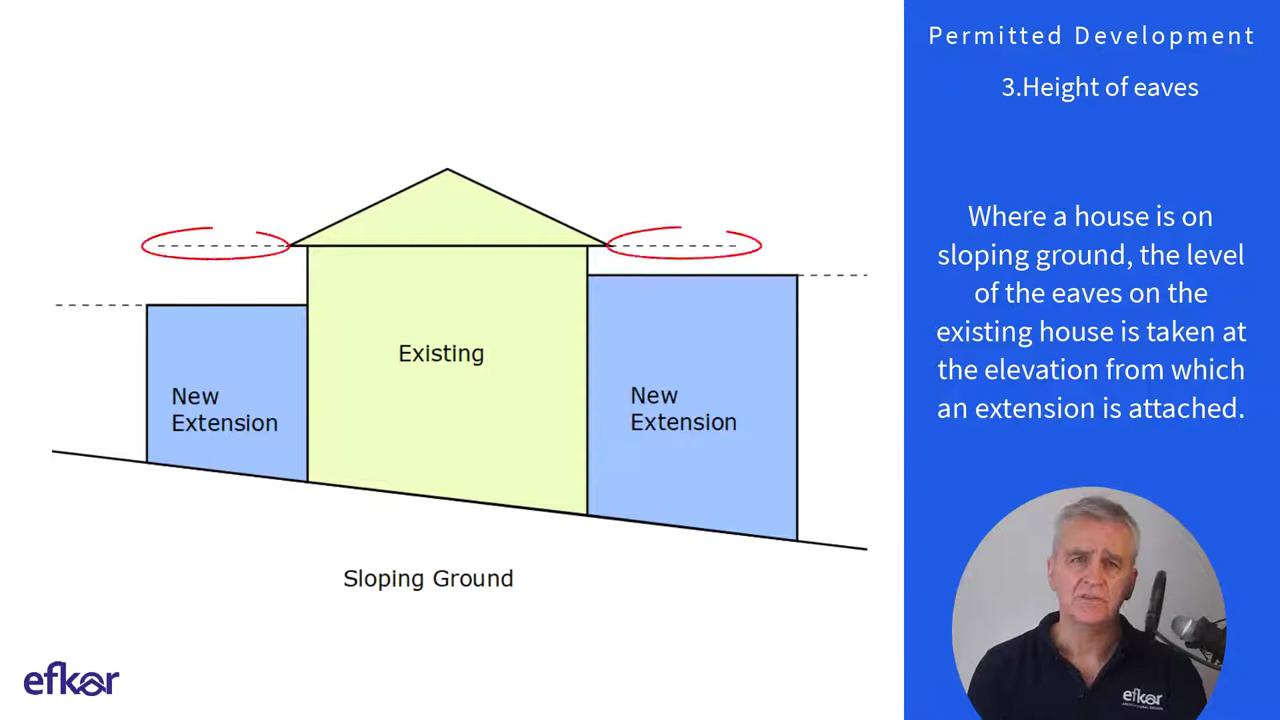 Permitted Development
3.Height of eaves
Where a house is on
sloping ground, the level
of the eaves on the
existing house is taken at
the elevation from which
an extension is attached.
Existing
New
Extension
New
Extension
Sloping Ground
efkar
efkar